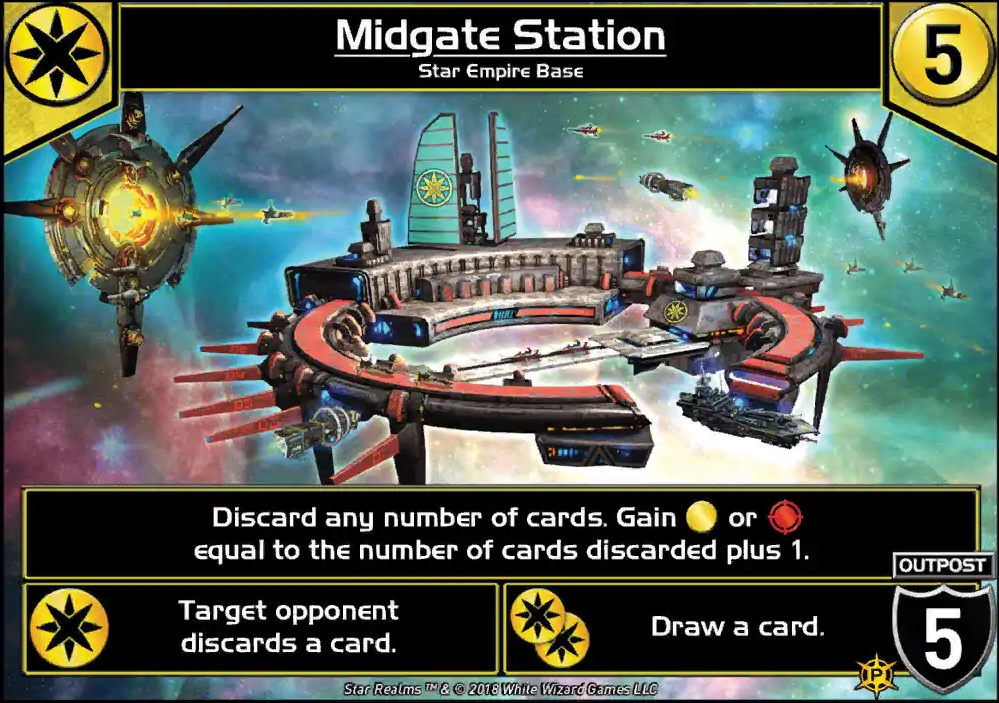 Midgate Station
Star Empire Base
5
Discard any number of cards. Gain or
equal to the number of cards discarded plus 1.
OUTPOST
Target opponent
discards a card.
Draw a card.
5
P
Star Realms ™ & © 2018 White Wizard Games LLC